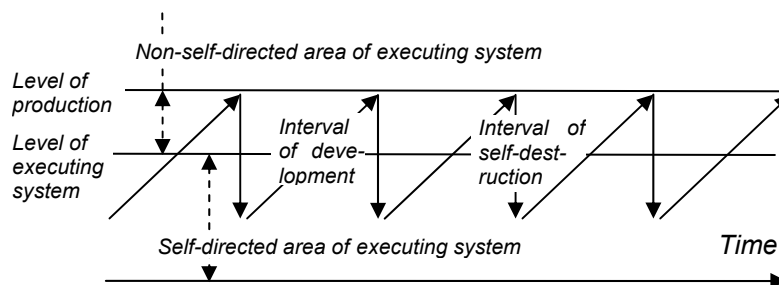 Non-self-directed area of executing system
Level of
production
Level of
executing
system
Interval
of deve-
lopment
Interval of
self-dest-
ruction
Self-directed area of executing system
Time